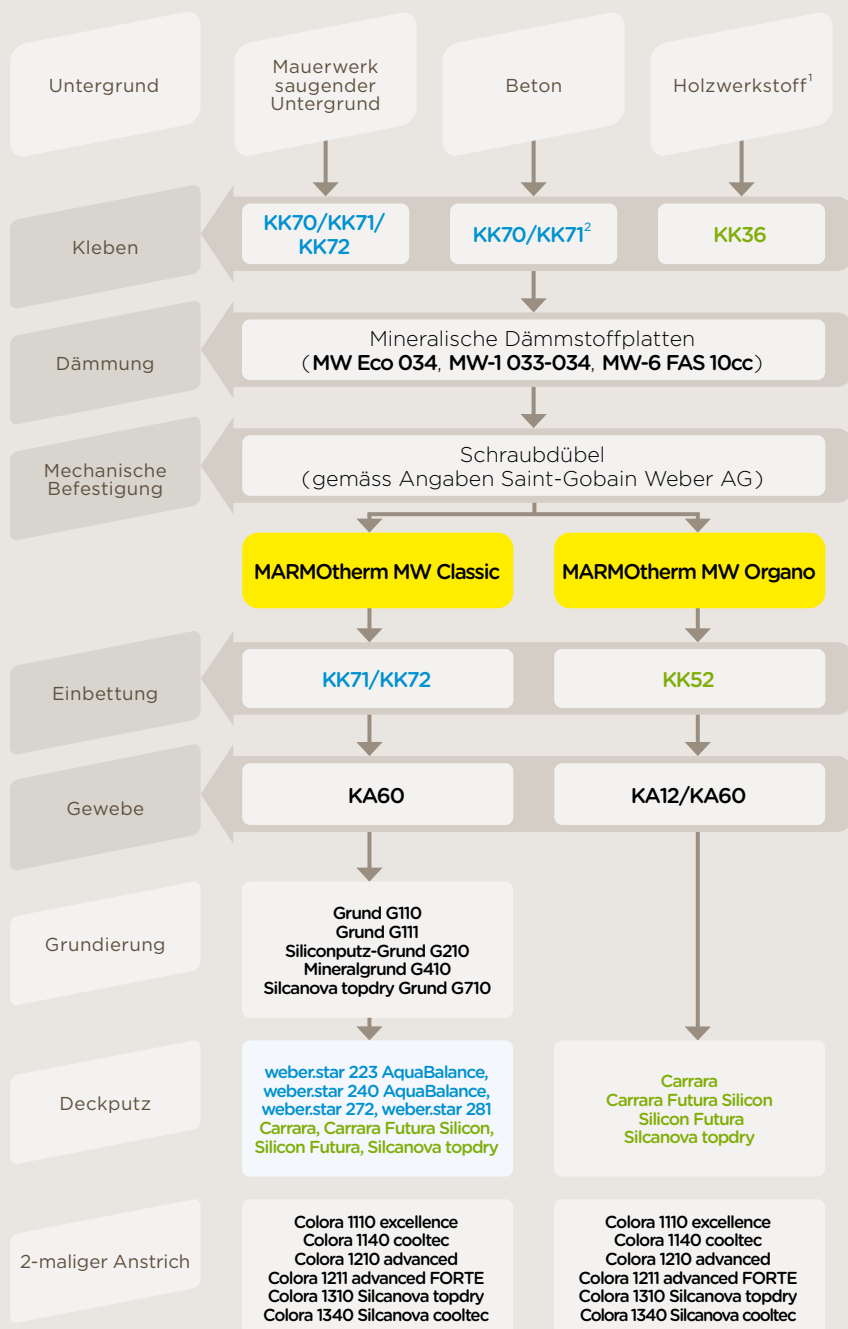 Untergrund
Mauerwerk
saugender
Untergrund
Beton
Holzwerkstoff¹
Kleben
KK70/KK71/
KK72
KK70/KK71²
KK36
Dämmung
Mineralische Dämmstoffplatten
(MW Eco 034, MW-1 033-034, MW-6 FAS 10cc)
Mechanische
Befestigung
Schraubdübel
(gemäss Angaben Saint-Gobain Weber AG)
MARMOtherm MW Classic
MARMOtherm MW Organo
Einbettung
KK71/KK72
KK52
Gewebe
KA60
KA12/KA60
Grundierung
Grund G110
Grund G111
Siliconputz-Grund G210
Mineralgrund G410
Silcanova topdry Grund G710
Deckputz
weber.star 223 AquaBalance,
weber.star 240 AquaBalance,
weber.star 272, weber.star 281
Carrara, Carrara Futura Silicon,
Silicon Futura, Silcanova topdry
Carrara
Carrara Futura Silicon
Silicon Futura
Silcanova topdry
2-maliger Anstrich
Colora 1110 excellence
Colora 1140 cooltec
Colora 1210 advanced
Colora 1211 advanced FORTE
Colora 1310 Silcanova topdry
Colora 1340 Silcanova cooltec
Colora 1110 excellence
Colora 1140 cooltec
Colora 1210 advanced
Colora 1211 advanced FORTE
Colora 1310 Silcanova topdry
Colora 1340 Silcanova cooltec